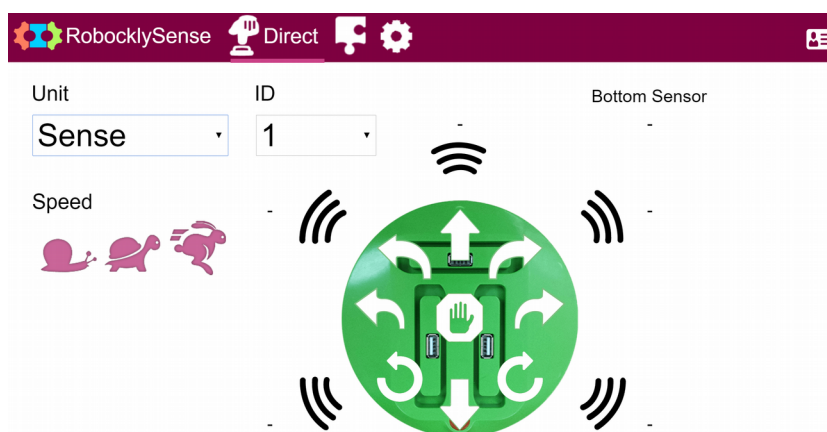 RobocklySense Direct
Unit ID Bottom Sensor
Sense 1 - -
Speed
- -
- -